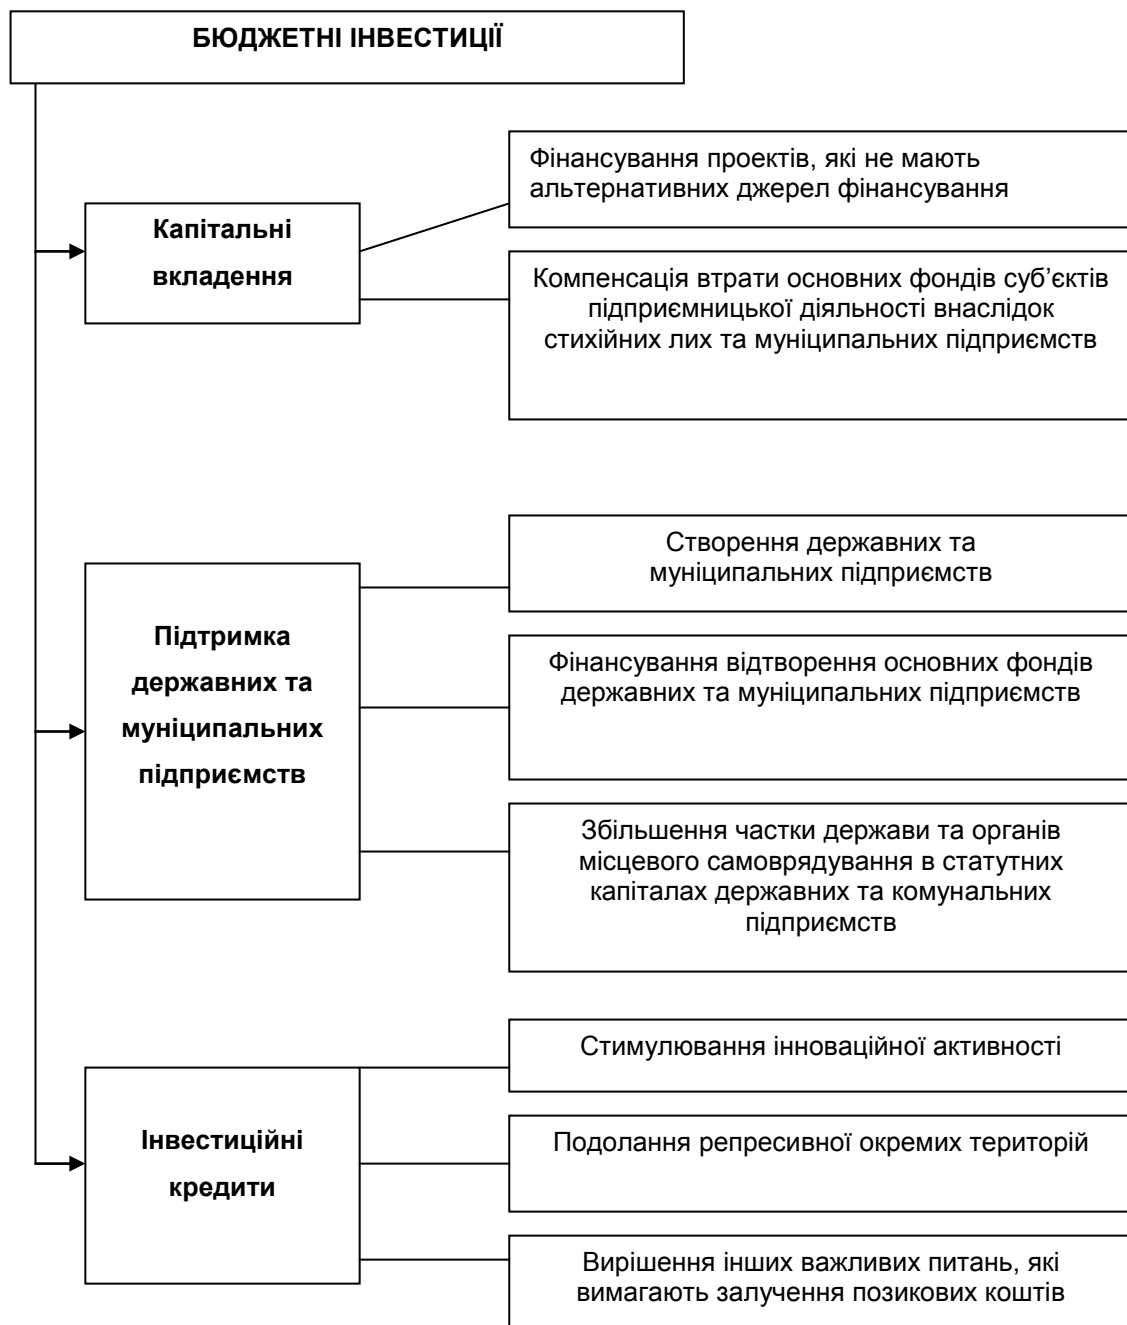 БЮДЖЕТНІ ІНВЕСТИЦІЇ
Капітальні
вкладення
Фінансування проектів, які не мають
альтернативних джерел фінансування
Компенсація втрати основних фондів суб’єктів
підприємницької діяльності внаслідок
стихійних лих та муніципальних підприємств
Підтримка
державних та
муніципальних
підприємств
Створення державних та
муніципальних підприємств
Фінансування відтворення основних фондів
державних та муніципальних підприємств
Збільшення частки держави та органів
місцевого самоврядування в статутних
капіталах державних та комунальних
підприємств
Інвестиційні
кредити
Стимулювання інноваційної активності
Подолання репресивної окремих територій
Вирішення інших важливих питань, які
вимагають залучення позикових коштів